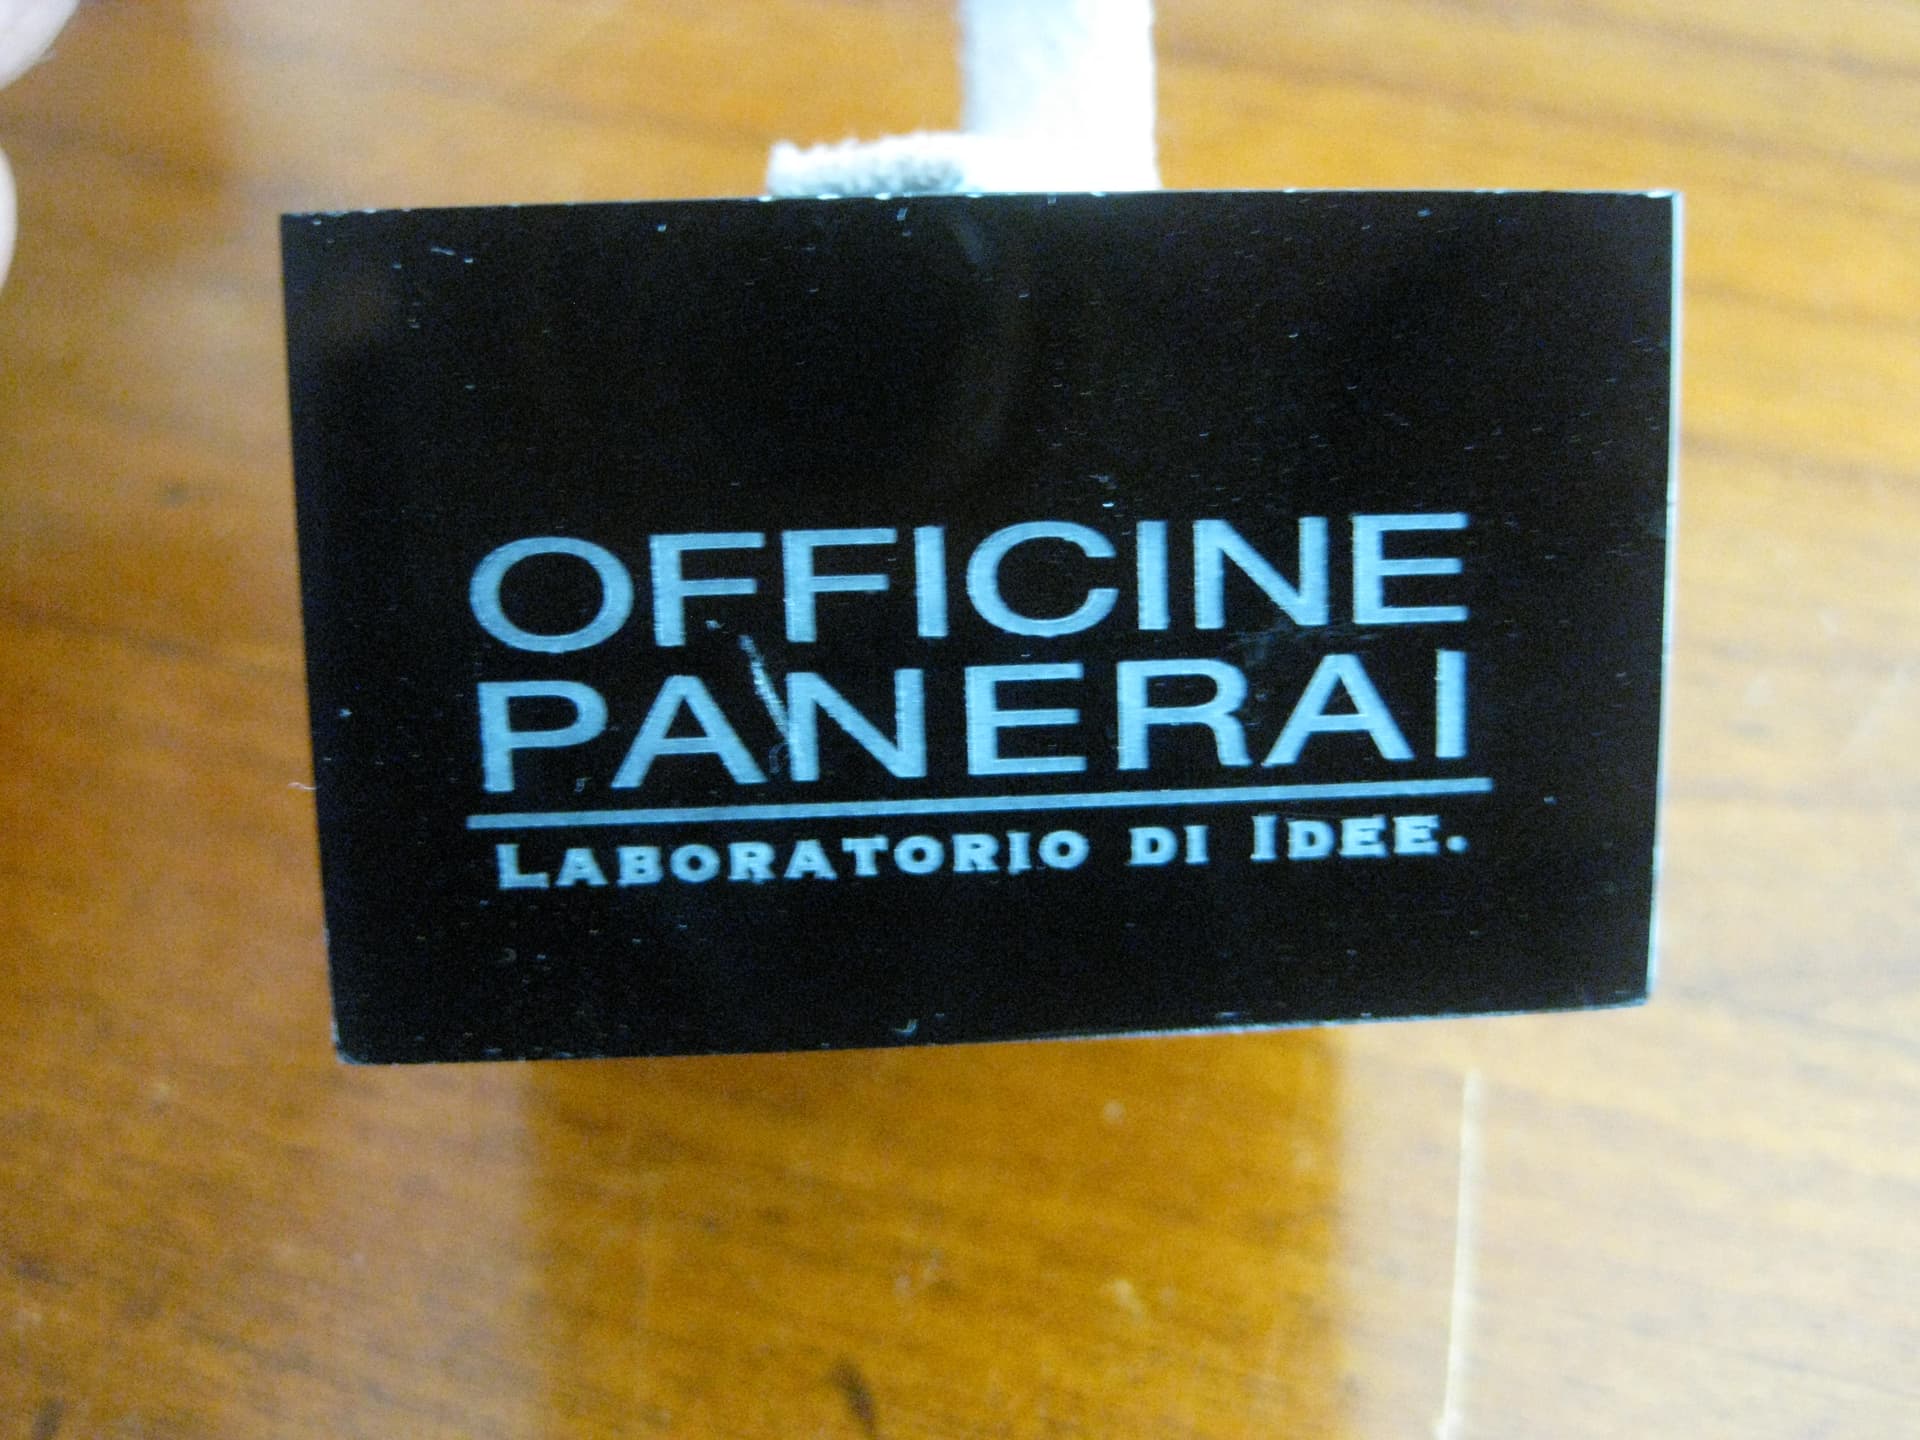 OFFICINE
PANERAI
LABORATORIO DI IDEE.